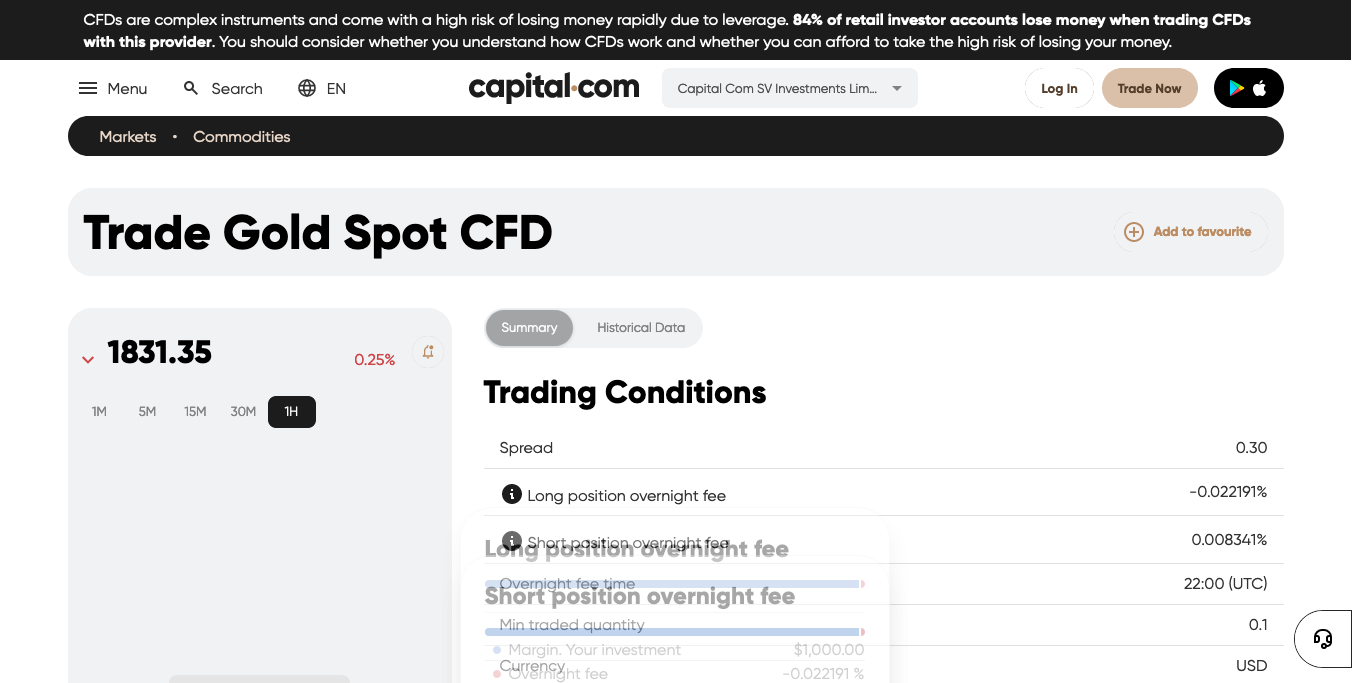 CFDs are complex instruments and come with a high risk of losing money rapidly due to leverage. 84% of retail investor accounts lose money when trading CFDs
with this provider. You should consider whether you understand how CFDs work and whether you can afford to take the high risk of losing your money.
Menu Search EN capital.com Capital Com SV Investments Lim... Log In Trade Now
Markets • Commodities
Trade Gold Spot CFD
Add to favourite
1831.35 0.25%
1M 5M 15M 30M 1H
Summary Historical Data
Trading Conditions
Spread 0.30
Long position overnight fee -0.022191%
Short position overnight fee 0.008341%
Long position overnight fee
Overnight fee time 22:00 (UTC)
Short position overnight fee
Min traded quantity 0.1
Margin. Your investment $1,000.00
Currency USD
Overnight fee -0.022191 %